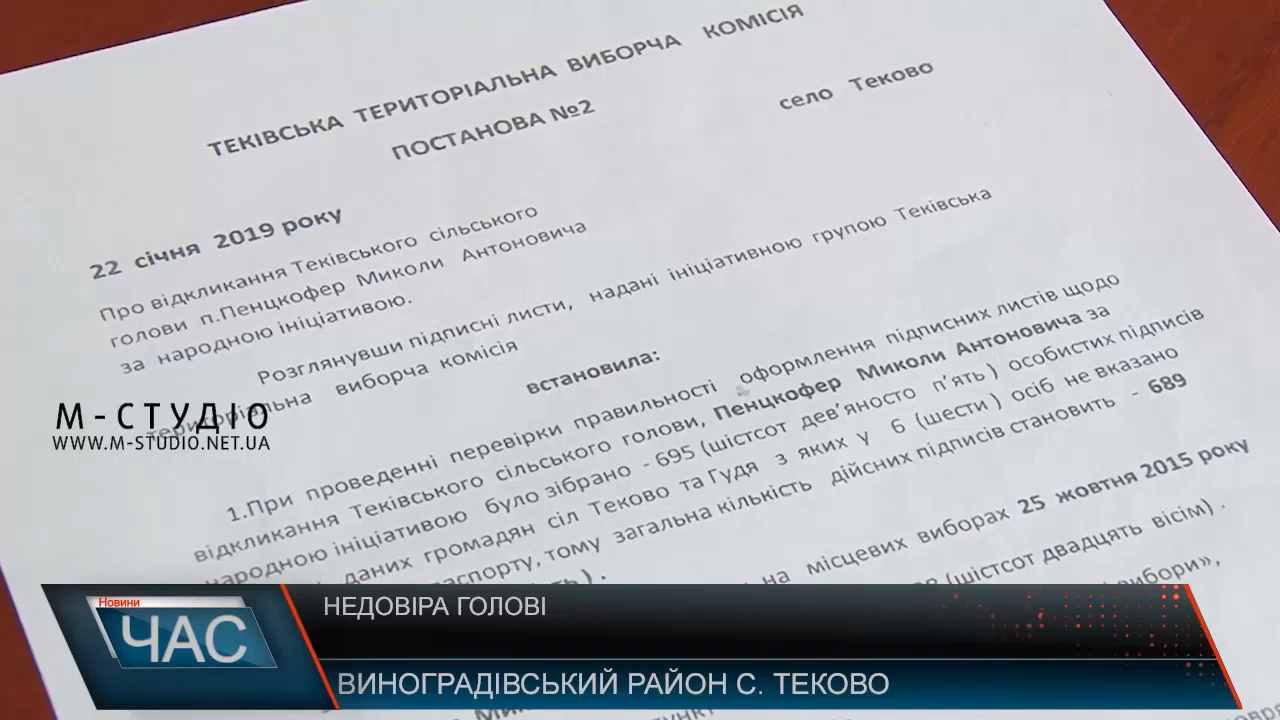 ТЕКІВСЬКА ТЕРИТОРІАЛЬНА ВИБОРЧА КОМІСІЯ
ПОСТАНОВА №2
село Теково
22 січня 2019 року
Про відкликання Теківського сільського
голови п.Пенцкофер Миколи Антоновича
за народною ініціативою.
Розглянувши підписні листи, надані ініціативною групою Теківська
територіальна виборча комісія
встановила:
1.При проведенні перевірки правильності оформлення підписних листів щодо
відкликання Теківського сільського голови, Пенцкофер Миколи Антоновича за
народною ініціативою було зібрано - 695 (шістсот дев'яносто п'ять) особистих підписів
даних громадян сіл Теково та Гудя з яких у 6 (шести) осіб не вказано
паспорту, тому загальна кількість дійсних підписів становить - 689
на місцевих виборах 25 жовтня 2015 року
(шістсот двадцять вісім).
вибори»,
М-СТУДІО
WWW.M-STUDIO.NET.UA
Новини
ЧАС
НЕДОВІРА ГОЛОВІ
ВИНОГРАДІВСЬКИЙ РАЙОН С. ТЕКОВО